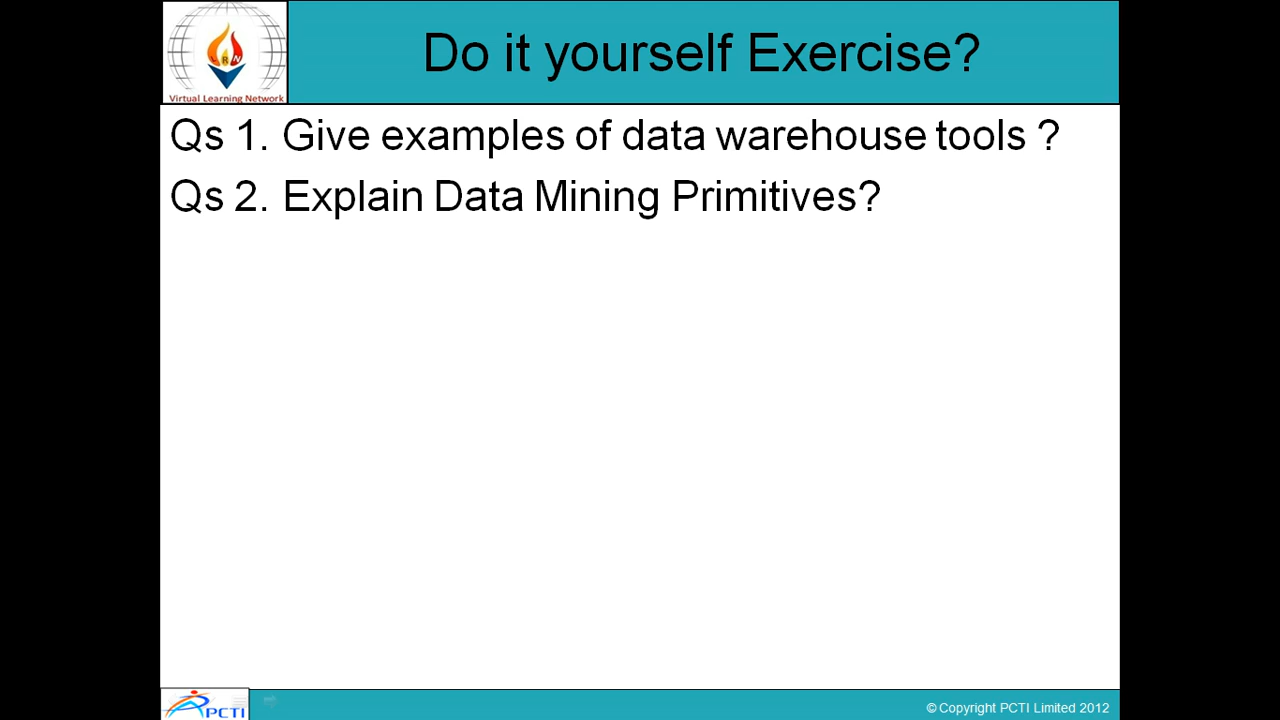 Do it yourself Exercise?
Virtual Learning Network
Qs 1. Give examples of data warehouse tools ?
Qs 2. Explain Data Mining Primitives?
PCTI
© Copyright PCTI Limited 2012